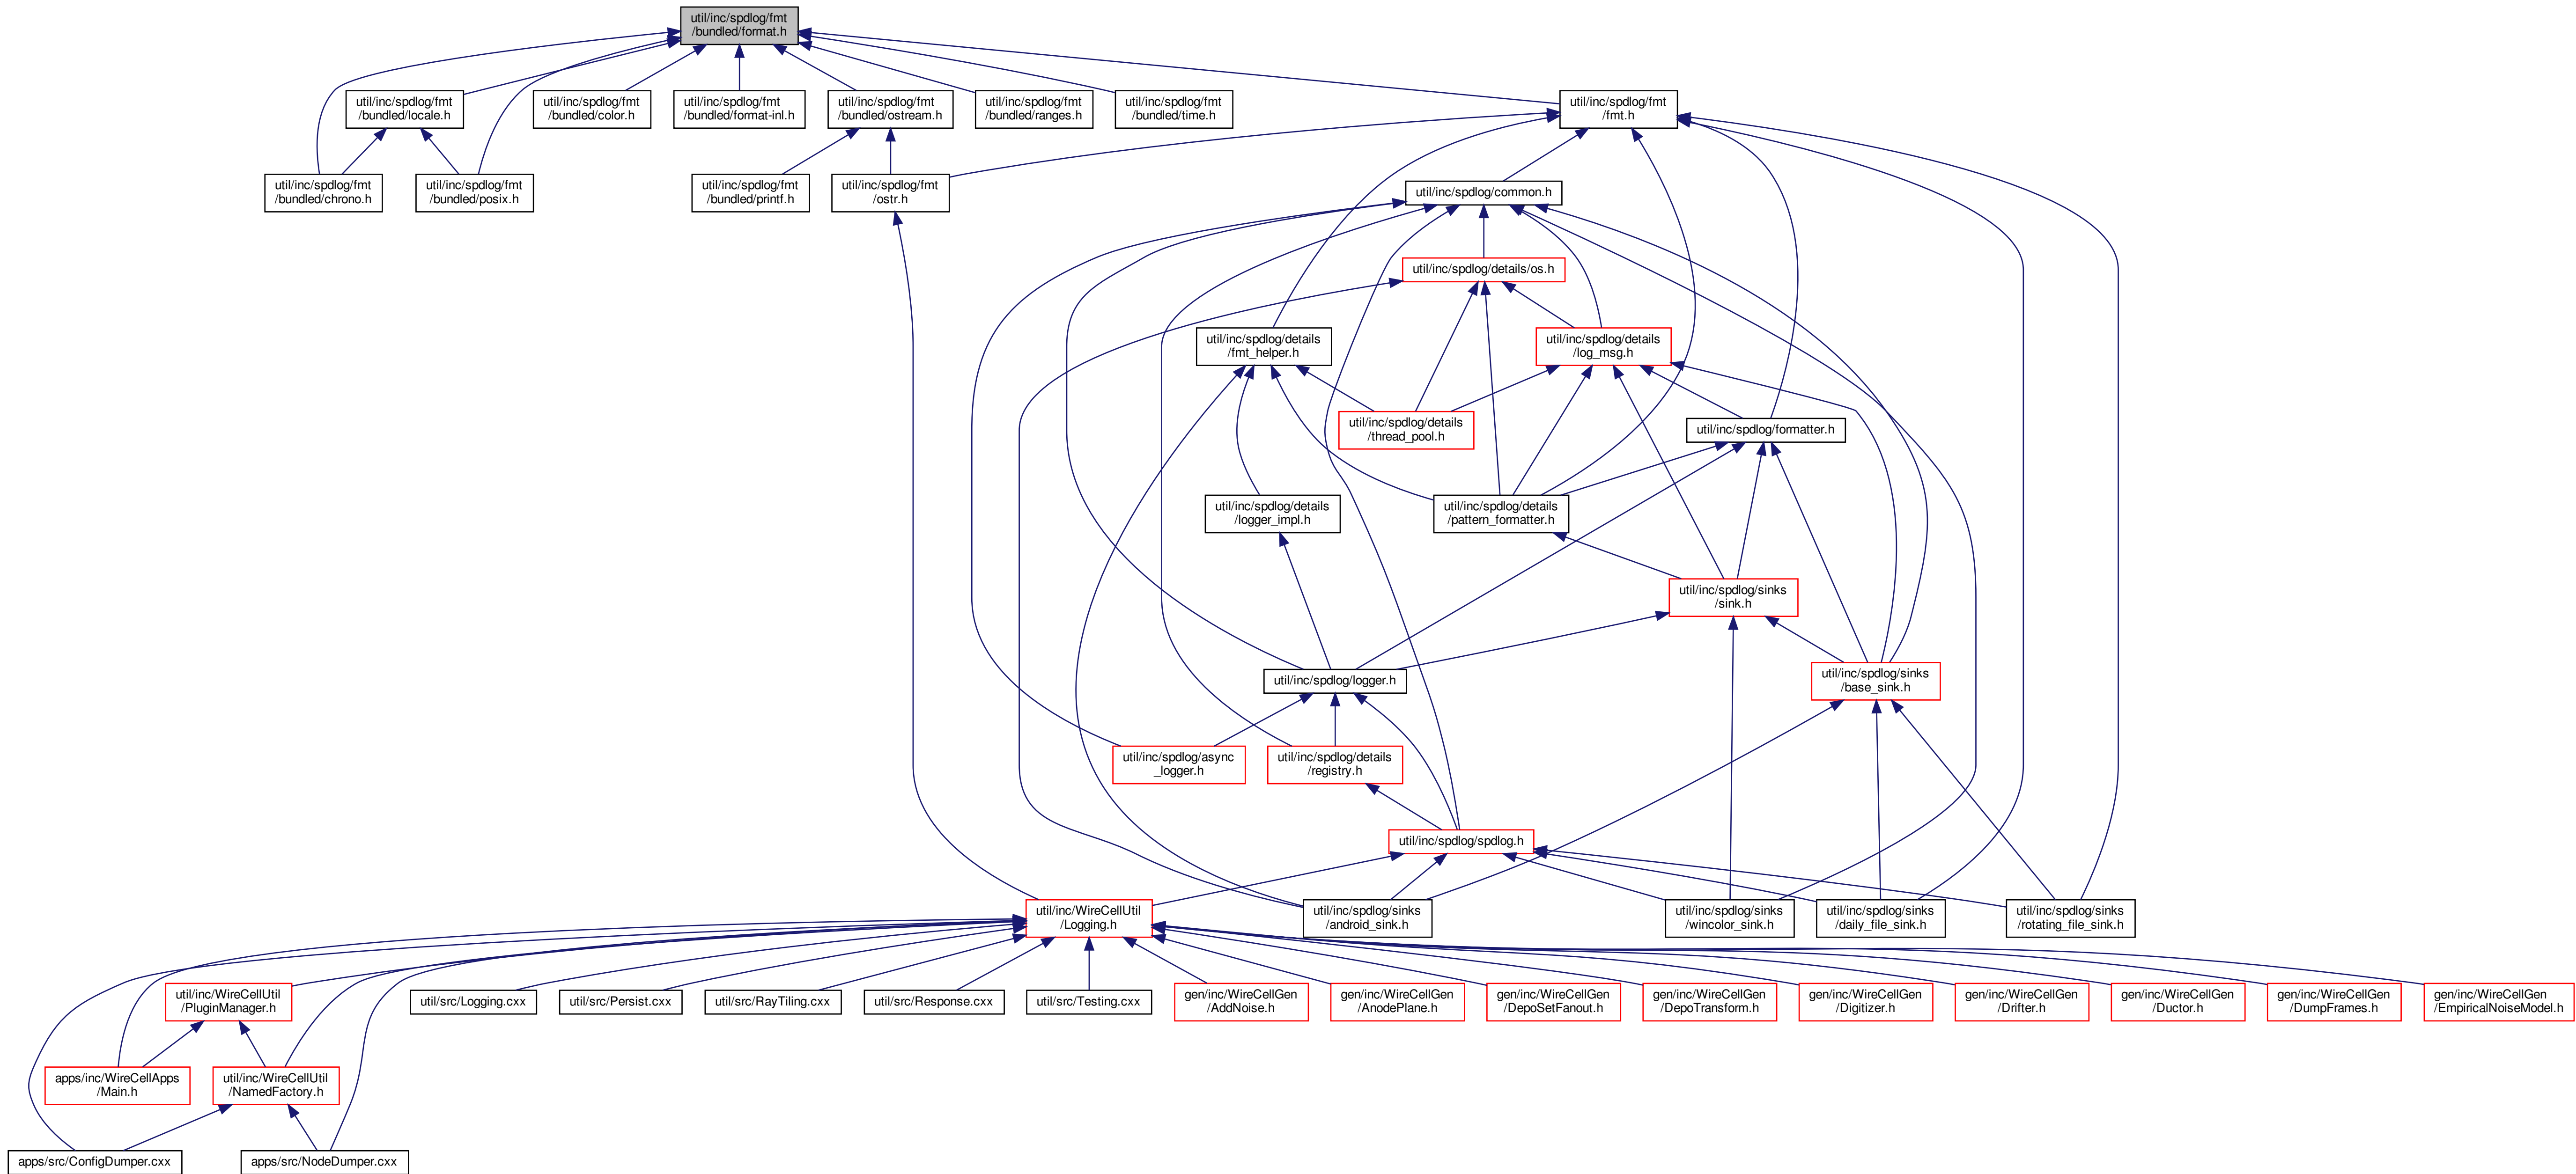 util/inc/spdlog/fmt
/bundled/format.h
util/inc/spdlog/fmt
/bundled/locale.h
util/inc/spdlog/fmt
/bundled/color.h
util/inc/spdlog/fmt
/bundled/format-inl.h
util/inc/spdlog/fmt
/bundled/ostream.h
util/inc/spdlog/fmt
/bundled/ranges.h
util/inc/spdlog/fmt
/bundled/time.h
util/inc/spdlog/fmt
/fmt.h
util/inc/spdlog/fmt
/bundled/chrono.h
util/inc/spdlog/fmt
/bundled/posix.h
util/inc/spdlog/fmt
/bundled/printf.h
util/inc/spdlog/fmt
/ostr.h
util/inc/spdlog/common.h
util/inc/spdlog/details/os.h
util/inc/spdlog/details
/fmt_helper.h
util/inc/spdlog/details
/log_msg.h
util/inc/spdlog/details
/thread_pool.h
util/inc/spdlog/formatter.h
util/inc/spdlog/details
/logger_impl.h
util/inc/spdlog/details
/pattern_formatter.h
util/inc/spdlog/sinks
/sink.h
util/inc/spdlog/logger.h
util/inc/spdlog/sinks
/base_sink.h
util/inc/spdlog/async
_logger.h
util/inc/spdlog/details
/registry.h
util/inc/spdlog/spdlog.h
util/inc/WireCellUtil
/Logging.h
util/inc/spdlog/sinks
/android_sink.h
util/inc/spdlog/sinks
/wincolor_sink.h
util/inc/spdlog/sinks
/daily_file_sink.h
util/inc/spdlog/sinks
/rotating_file_sink.h
util/inc/WireCellUtil
/PluginManager.h
util/src/Logging.cxx
util/src/Persist.cxx
util/src/RayTiling.cxx
util/src/Response.cxx
util/src/Testing.cxx
gen/inc/WireCellGen
/AddNoise.h
gen/inc/WireCellGen
/AnodePlane.h
gen/inc/WireCellGen
/DepoSetFanout.h
gen/inc/WireCellGen
/DepoTransform.h
gen/inc/WireCellGen
/Digitizer.h
gen/inc/WireCellGen
/Drifter.h
gen/inc/WireCellGen
/Ductor.h
gen/inc/WireCellGen
/DumpFrames.h
gen/inc/WireCellGen
/EmpiricalNoiseModel.h
apps/inc/WireCellApps
/Main.h
util/inc/WireCellUtil
/NamedFactory.h
apps/src/ConfigDumper.cxx
apps/src/NodeDumper.cxx